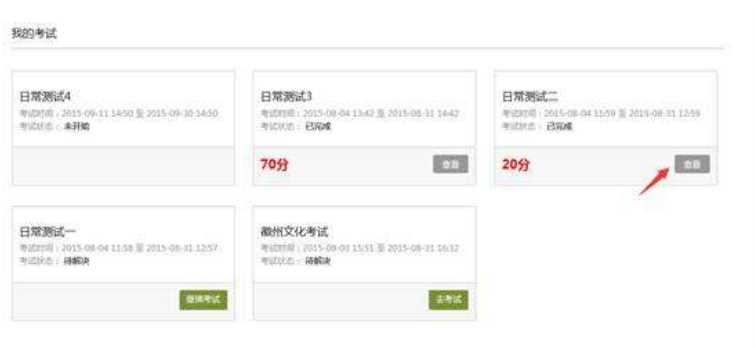 我的考试
日常测试4
考试时间：2015-09-11 14:50 至 2015-09-30 14:50
考试状态：未开始
日常测试3
考试时间：2015-08-04 13:42 至 2015-08-31 14:42
考试状态：已完成
70分
查看
日常测试二
考试时间：2015-08-04 11:59 至 2015-08-31 12:59
考试状态：已完成
20分
查看
日常测试一
考试时间：2015-08-04 11:58 至 2015-08-31 12:57
考试状态：待解决
继续考试
徽州文化考试
考试时间：2015-08-03 15:51 至 2015-08-31 16:32
考试状态：待解决
去考试